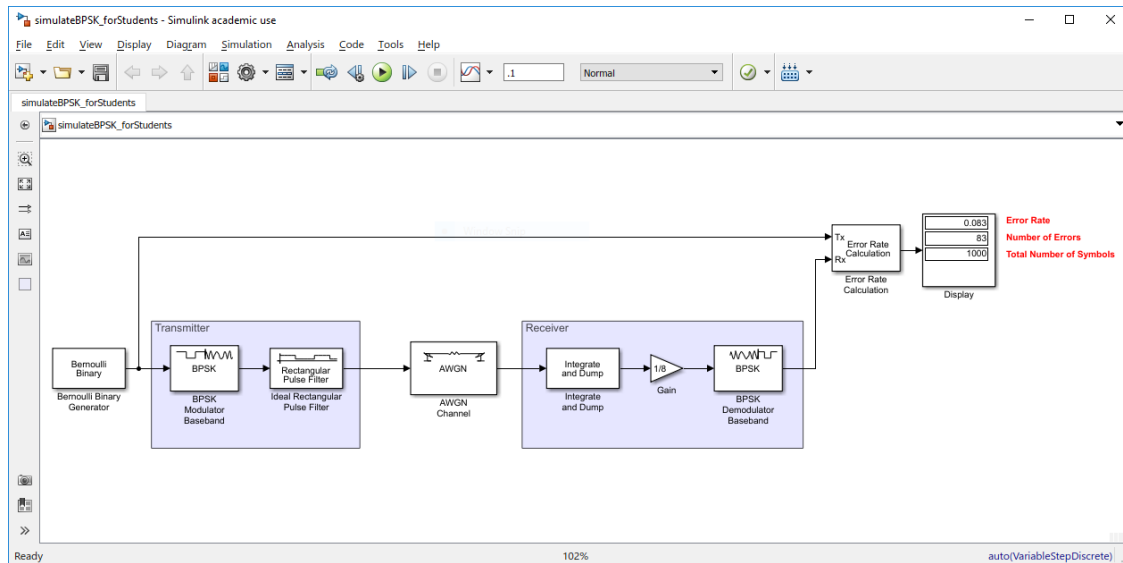 simulateBPSK_forStudents - Simulink academic use
File Edit View Display Diagram Simulation Analysis Code Tools Help
.1 Normal
simulateBPSK_forStudents
simulateBPSK_forStudents
0.083 Error Rate
83 Number of Errors
1000 Total Number of Symbols
Display
Tx
Rx
Error Rate
Calculation
Error Rate
Calculation
Transmitter
Receiver
Bernoulli
Binary
Bernoulli Binary
Generator
BPSK
BPSK
Modulator
Baseband
Rectangular
Pulse Filter
Ideal Rectangular
Pulse Filter
AWGN
AWGN
Channel
Integrate
and Dump
Integrate
and Dump
1/8
Gain
BPSK
BPSK
Demodulator
Baseband
Ready 102% auto(VariableStepDiscrete)